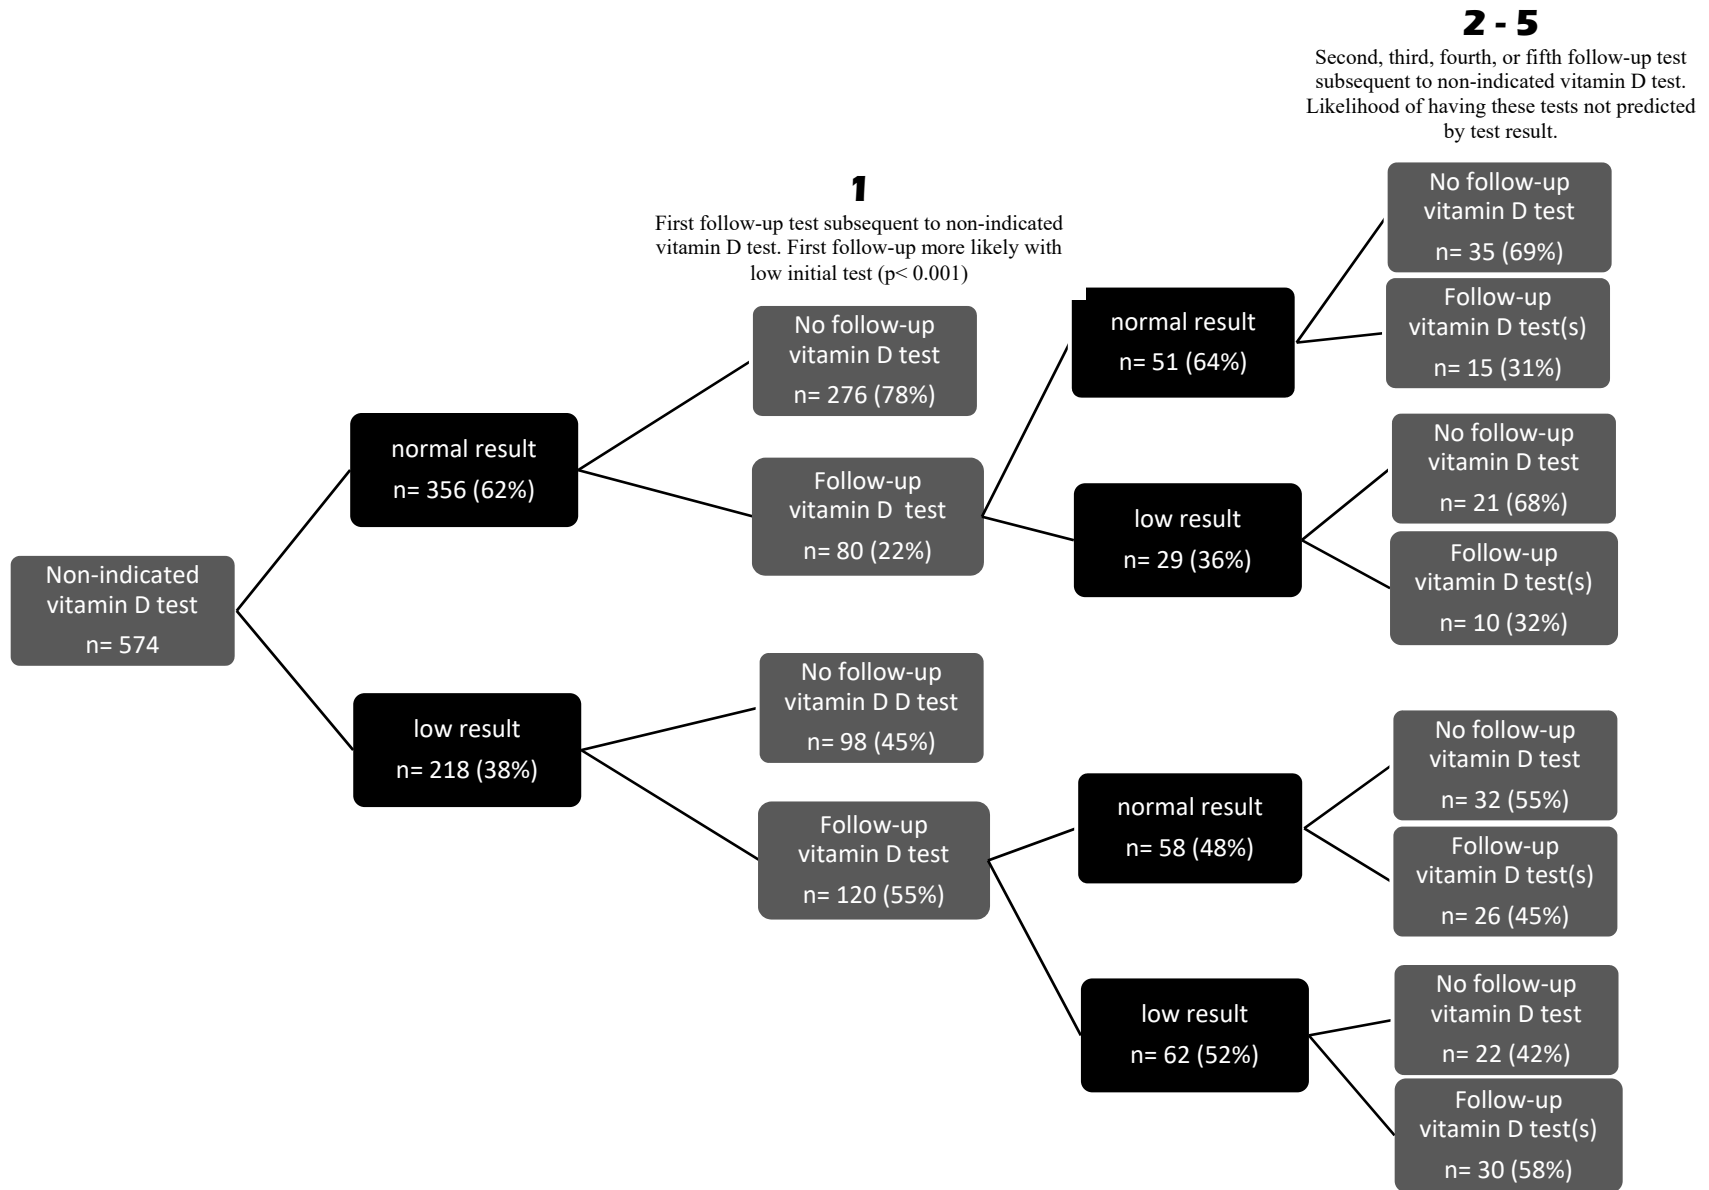 2 - 5
Second, third, fourth, or fifth follow-up test
subsequent to non-indicated vitamin D test.
Likelihood of having these tests not predicted
by test result.
1
First follow-up test subsequent to non-indicated
vitamin D test. First follow-up more likely with
low initial test (p< 0.001)
Non-indicated
vitamin D test
n= 574
normal result
n= 356 (62%)
low result
n= 218 (38%)
No follow-up
vitamin D test
n= 276 (78%)
Follow-up
vitamin D  test
n= 80 (22%)
No follow-up
vitamin D D test
n= 98 (45%)
Follow-up
vitamin D test
n= 120 (55%)
normal result
n= 51 (64%)
low result
n= 29 (36%)
normal result
n= 58 (48%)
low result
n= 62 (52%)
No follow-up
vitamin D test
n= 35 (69%)
Follow-up
vitamin D test(s)
n= 15 (31%)
No follow-up
vitamin D test
n= 21 (68%)
Follow-up
vitamin D test(s)
n= 10 (32%)
No follow-up
vitamin D test
n= 32 (55%)
Follow-up
vitamin D test(s)
n= 26 (45%)
No follow-up
vitamin D test
n= 22 (42%)
Follow-up
vitamin D test(s)
n= 30 (58%)